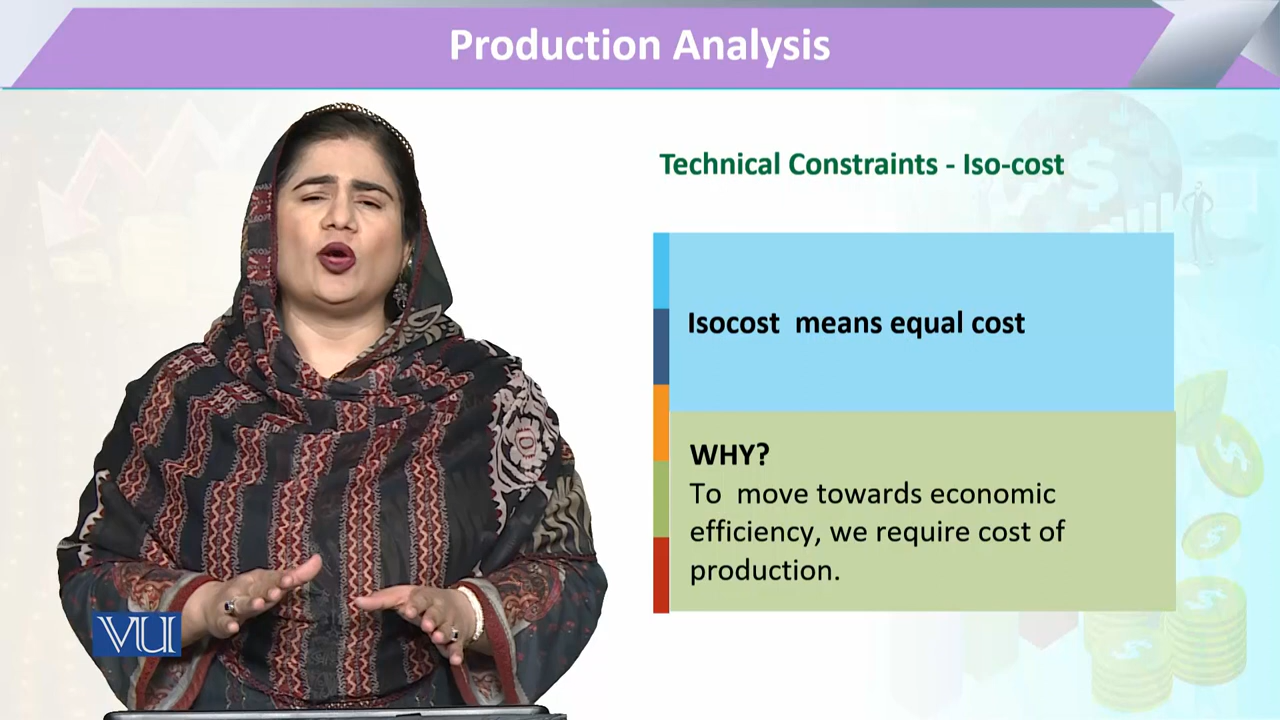 Production Analysis
Technical Constraints - Iso-cost
Isocost means equal cost
WHY?
To move towards economic
efficiency, we require cost of
production.
VU